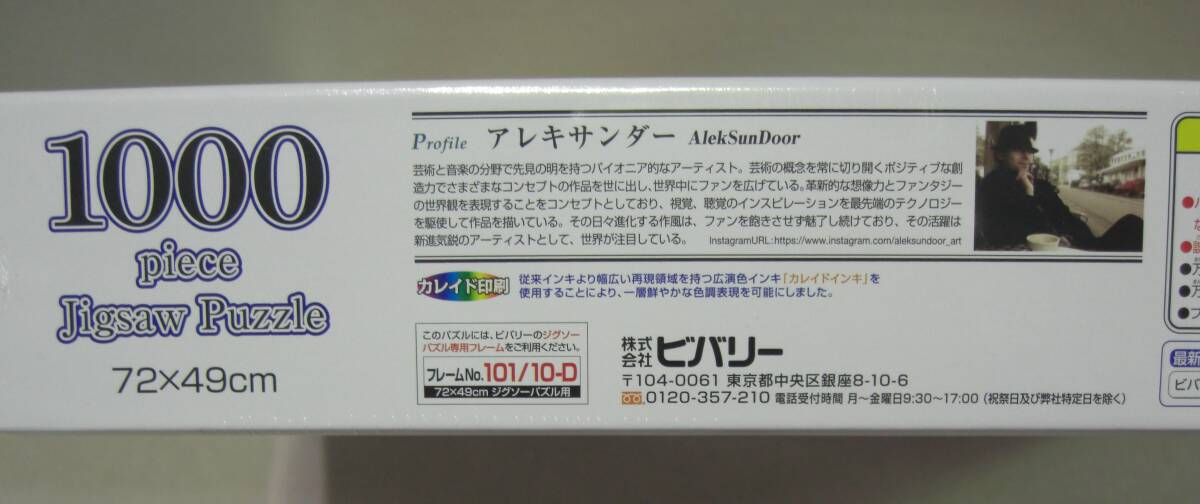 1000
piece
Jigsaw Puzzle
72×49cm
Profile アレキサンダー AlekSunDoor
芸術と音楽の分野で先見の明を持つパイオニア的なアーティスト。芸術の概念を常に切り開くポジティブな創
造力でさまざまなコンセプトの作品を世に出し、世界中にファンを広げている。革新的な想像力とファンタジー
の世界観を表現することをコンセプトとしており、視覚、聴覚のインスピレーションを最先端のテクノロジー
を駆使して作品を描いている。その日々進化する作風は、ファンを飽きさせず魅了し続けており、その活躍は
新進気鋭のアーティストとして、世界が注目している。 InstagramURL:https://www.instagram.com/aleksundoor_art
カレイド印刷
従来インキより幅広い再現領域を持つ広演色インキ「カレイドインキ」を
使用することにより、一層鮮やかな色調表現を可能にしました。
このパズルには、ビバリーのジグソー
パズル専用フレームをご利用ください。
フレームNo.101/10-D
72×49cm ジグソーパズル用
株式会社 ビバリー
〒104-0061 東京都中央区銀座8-10-6
0120-357-210 電話受付時間 月〜金曜日9:30〜17:00 (祝祭日及び弊社特定日を除く)
最新
ビバ